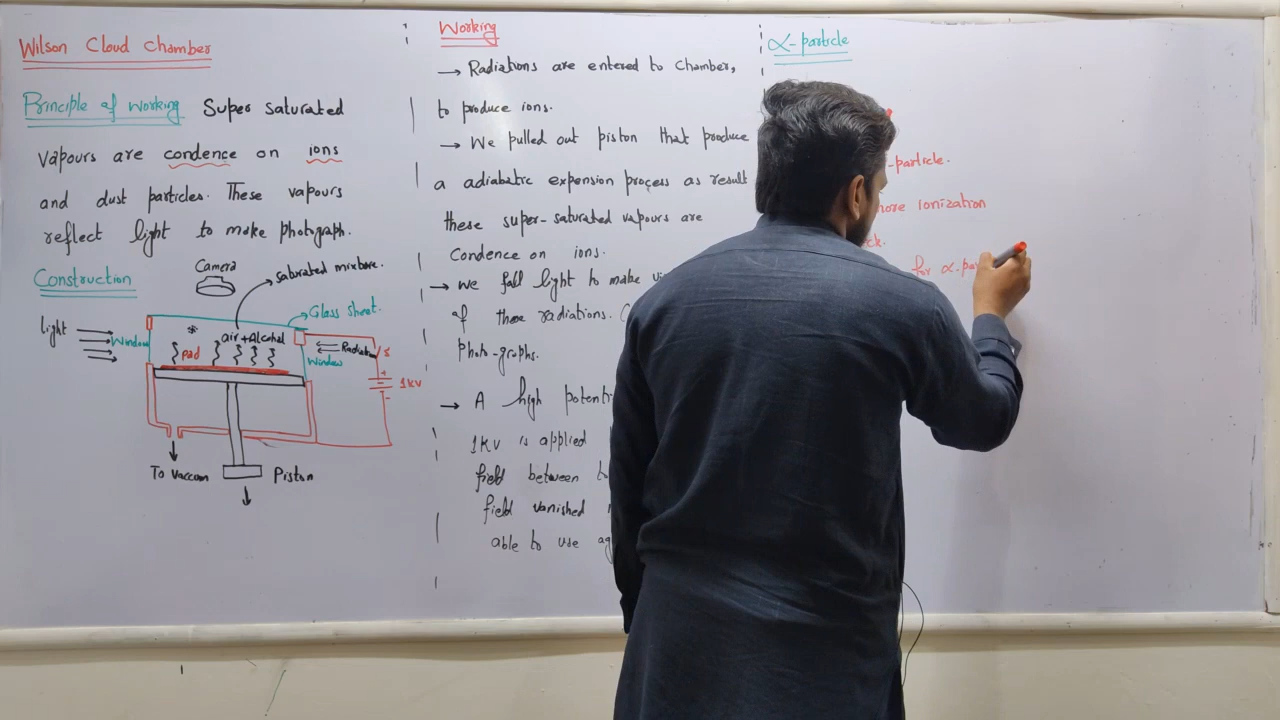 Wilson Cloud Chamber
Principle of Working Super Saturated
vapours are condence on ions
and dust particles. These vapours
reflect light to make photograph.
Construction
Camera
saturated mixture.
Glass sheet.
light
Window
*
air + Alcohol
pad
Radiation
s
Window
+
-
1kv
To vaccum
Piston
Working
→ Radiations are entered to chamber,
to produce ions.
→ We pulled out piston that produce
a adiabatic expension process as result
these super-saturated vapours are
Condence on ions.
→ we fall light to make
of these radiations.
Photo-graphs.
→ A high
1kv is applied
field between
field vanished
able to use
α-particle
-particle.
more ionization
for α-